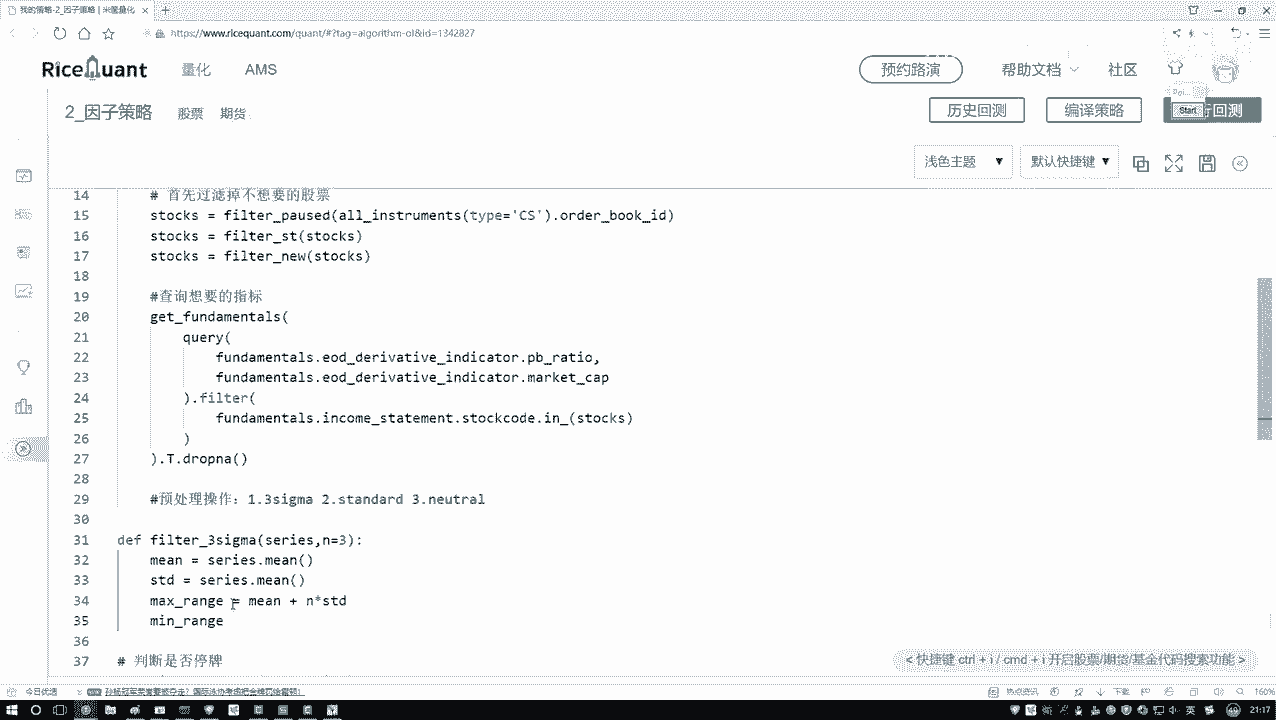 我的策略-2_因子策略 | 米筐量化
https://www.ricequant.com/quant/#?tag=algorithm-ol&id=1342827
RiceQuant 量化 AMS 预约路演 帮助文档 社区
2_因子策略 股票 期货 历史回测 编译策略 Start 回测
浅色主题 默认快捷键
14 # 首先过滤掉不想要的股票
15 stocks = filter_paused(all_instruments(type='CS').order_book_id)
16 stocks = filter_st(stocks)
17 stocks = filter_new(stocks)
18
19 #查询想要的指标
20 get_fundamentals(
21 query(
22 fundamentals.eod_derivative_indicator.pb_ratio,
23 fundamentals.eod_derivative_indicator.market_cap
24 ).filter(
25 fundamentals.income_statement.stockcode.in_(stocks)
26 )
27 ).T.dropna()
28
29 #预处理操作：1.3sigma 2.standard 3.neutral
30
31 def filter_3sigma(series,n=3):
32 mean = series.mean()
33 std = series.mean()
34 max_range = mean + n*std
35 min_range
36
37 # 判断是否停牌
<快捷键 ctrl + i / cmd + i 开启股票/期货/基金代码搜索功能 >
今日优选
热点资讯 下载 160%
21:17